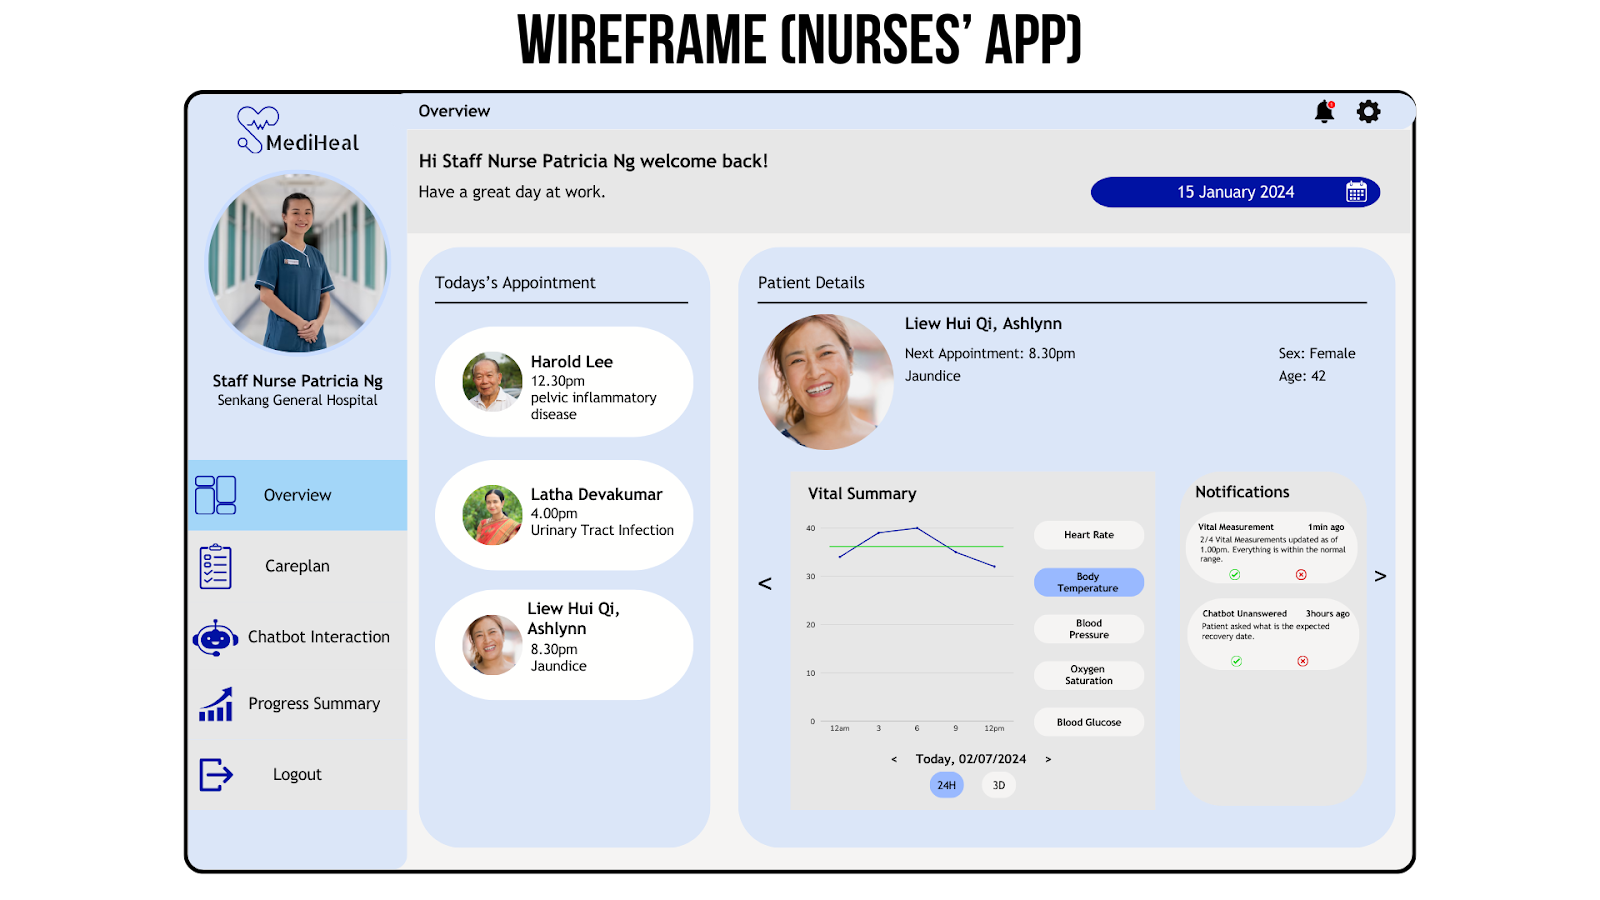 WIREFRAME (NURSES' APP)
MediHeal
Staff Nurse Patricia Ng
Senkang General Hospital
Overview
Careplan
Chatbot Interaction
Progress Summary
Logout
Overview
Hi Staff Nurse Patricia Ng welcome back!
Have a great day at work.
15 January 2024
Todays's Appointment
Harold Lee
12.30pm
pelvic inflammatory
disease
Latha Devakumar
4.00pm
Urinary Tract Infection
Liew Hui Qi,
Ashlynn
8.30pm
Jaundice
Patient Details
Liew Hui Qi, Ashlynn
Next Appointment: 8.30pm
Jaundice
Sex: Female
Age: 42
<
Vital Summary
40
30
20
10
0
12am 3 6 9 12pm
Heart Rate
Body
Temperature
Blood
Pressure
Oxygen
Saturation
Blood Glucose
< Today, 02/07/2024 >
24H 3D
Notifications
Vital Measurement 1min ago
2/4 Vital Measurements updated as of
1.00pm. Everything is within the normal
range.
Chatbot Unanswered 3hours ago
Patient asked what is the expected
recovery date.
>